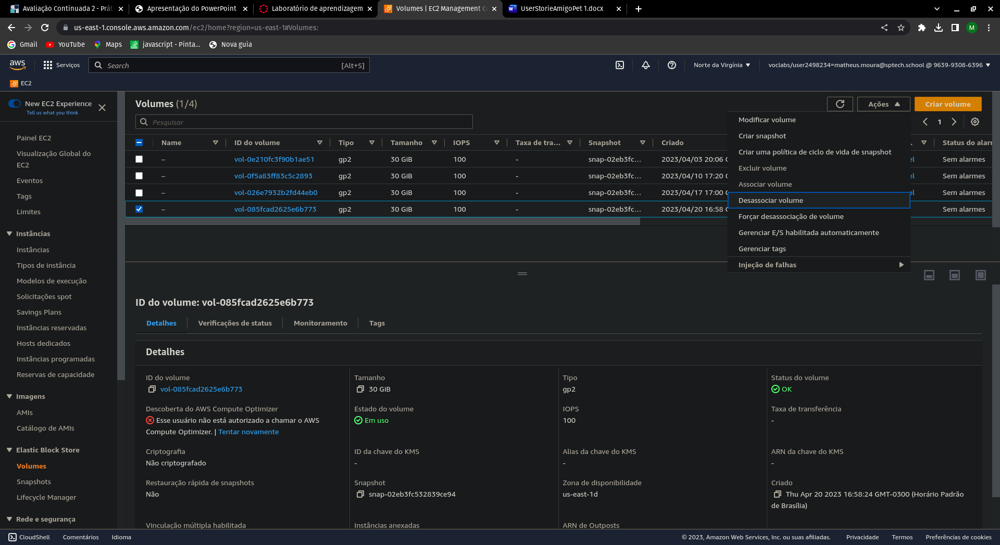 Avaliação Continuada 2 - Prát
Apresentação do PowerPoint
Laboratório de aprendizagem
Volumes | EC2 Management C
UserStorieAmigoPet 1.docx
us-east-1.console.aws.amazon.com/ec2/home?region=us-east-1#Volumes:
M
Gmail
YouTube
Maps
javascript - Pinta...
Nova guia
aws
Serviços
Search
[Alt+S]
Norte da Virgínia
voclabs/user2498234=matheus.moura@sptech.school @ 9639-9308-6396
EC2
New EC2 Experience
Tell us what you think
Painel EC2
Visualização Global do
EC2
Eventos
Tags
Limites
Instâncias
Instâncias
Tipos de instância
Modelos de execução
Solicitações spot
Savings Plans
Instâncias reservadas
Hosts dedicados
Instâncias programadas
Reservas de capacidade
Imagens
AMIs
Catálogo de AMIs
Elastic Block Store
Volumes
Snapshots
Lifecycle Manager
Rede e segurança
Volumes (1/4)
Ações
Criar volume
Pesquisar
1
Name ID do volume Tipo Tamanho IOPS Taxa de tra... Snapshot Criado . Status do alarm
– vol-0e210fc3f90b1ae51 gp2 30 GiB 100 - snap-02eb3fc... 2023/04/03 20:06 el Sem alarmes
– vol-0f5a83ff83c5c2893 gp2 30 GiB 100 - snap-02eb3fc... 2023/04/10 17:20 el Sem alarmes
– vol-026e7932b2fd44eb0 gp2 30 GiB 100 - snap-02eb3fc... 2023/04/17 17:00 el Sem alarmes
– vol-085fcad2625e6b773 gp2 30 GiB 100 - snap-02eb3fc... 2023/04/20 16:58 Sem alarmes
Modificar volume
Criar snapshot
Criar uma política de ciclo de vida de snapshot
Excluir volume
Associar volume
Desassociar volume
Forçar desassociação de volume
Gerenciar E/S habilitada automaticamente
Gerenciar tags
Injeção de falhas
ID do volume: vol-085fcad2625e6b773
Detalhes
Verificações de status
Monitoramento
Tags
Detalhes
ID do volume
vol-085fcad2625e6b773
Tamanho
30 GiB
Tipo
gp2
Status do volume
OK
Descoberta do AWS Compute Optimizer
Esse usuário não está autorizado a chamar o AWS
Compute Optimizer. | Tentar novamente
Estado do volume
Em uso
IOPS
100
Taxa de transferência
-
Criptografia
Não criptografado
ID da chave do KMS
-
Alias da chave do KMS
-
ARN da chave do KMS
-
Restauração rápida de snapshots
Não
Snapshot
snap-02eb3fc532839ce94
Zona de disponibilidade
us-east-1d
Criado
Thu Apr 20 2023 16:58:24 GMT-0300 (Horário Padrão
de Brasília)
Vinculação múltipla habilitada
Instâncias anexadas
ARN de Outposts
CloudShell
Comentários
Idioma
© 2023, Amazon Web Services, Inc. ou suas afiliadas.
Privacidade
Termos
Preferências de cookies